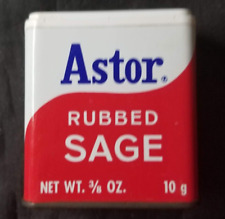 Astor®
RUBBED
SAGE
NET WT. ⅜ OZ. 10 g